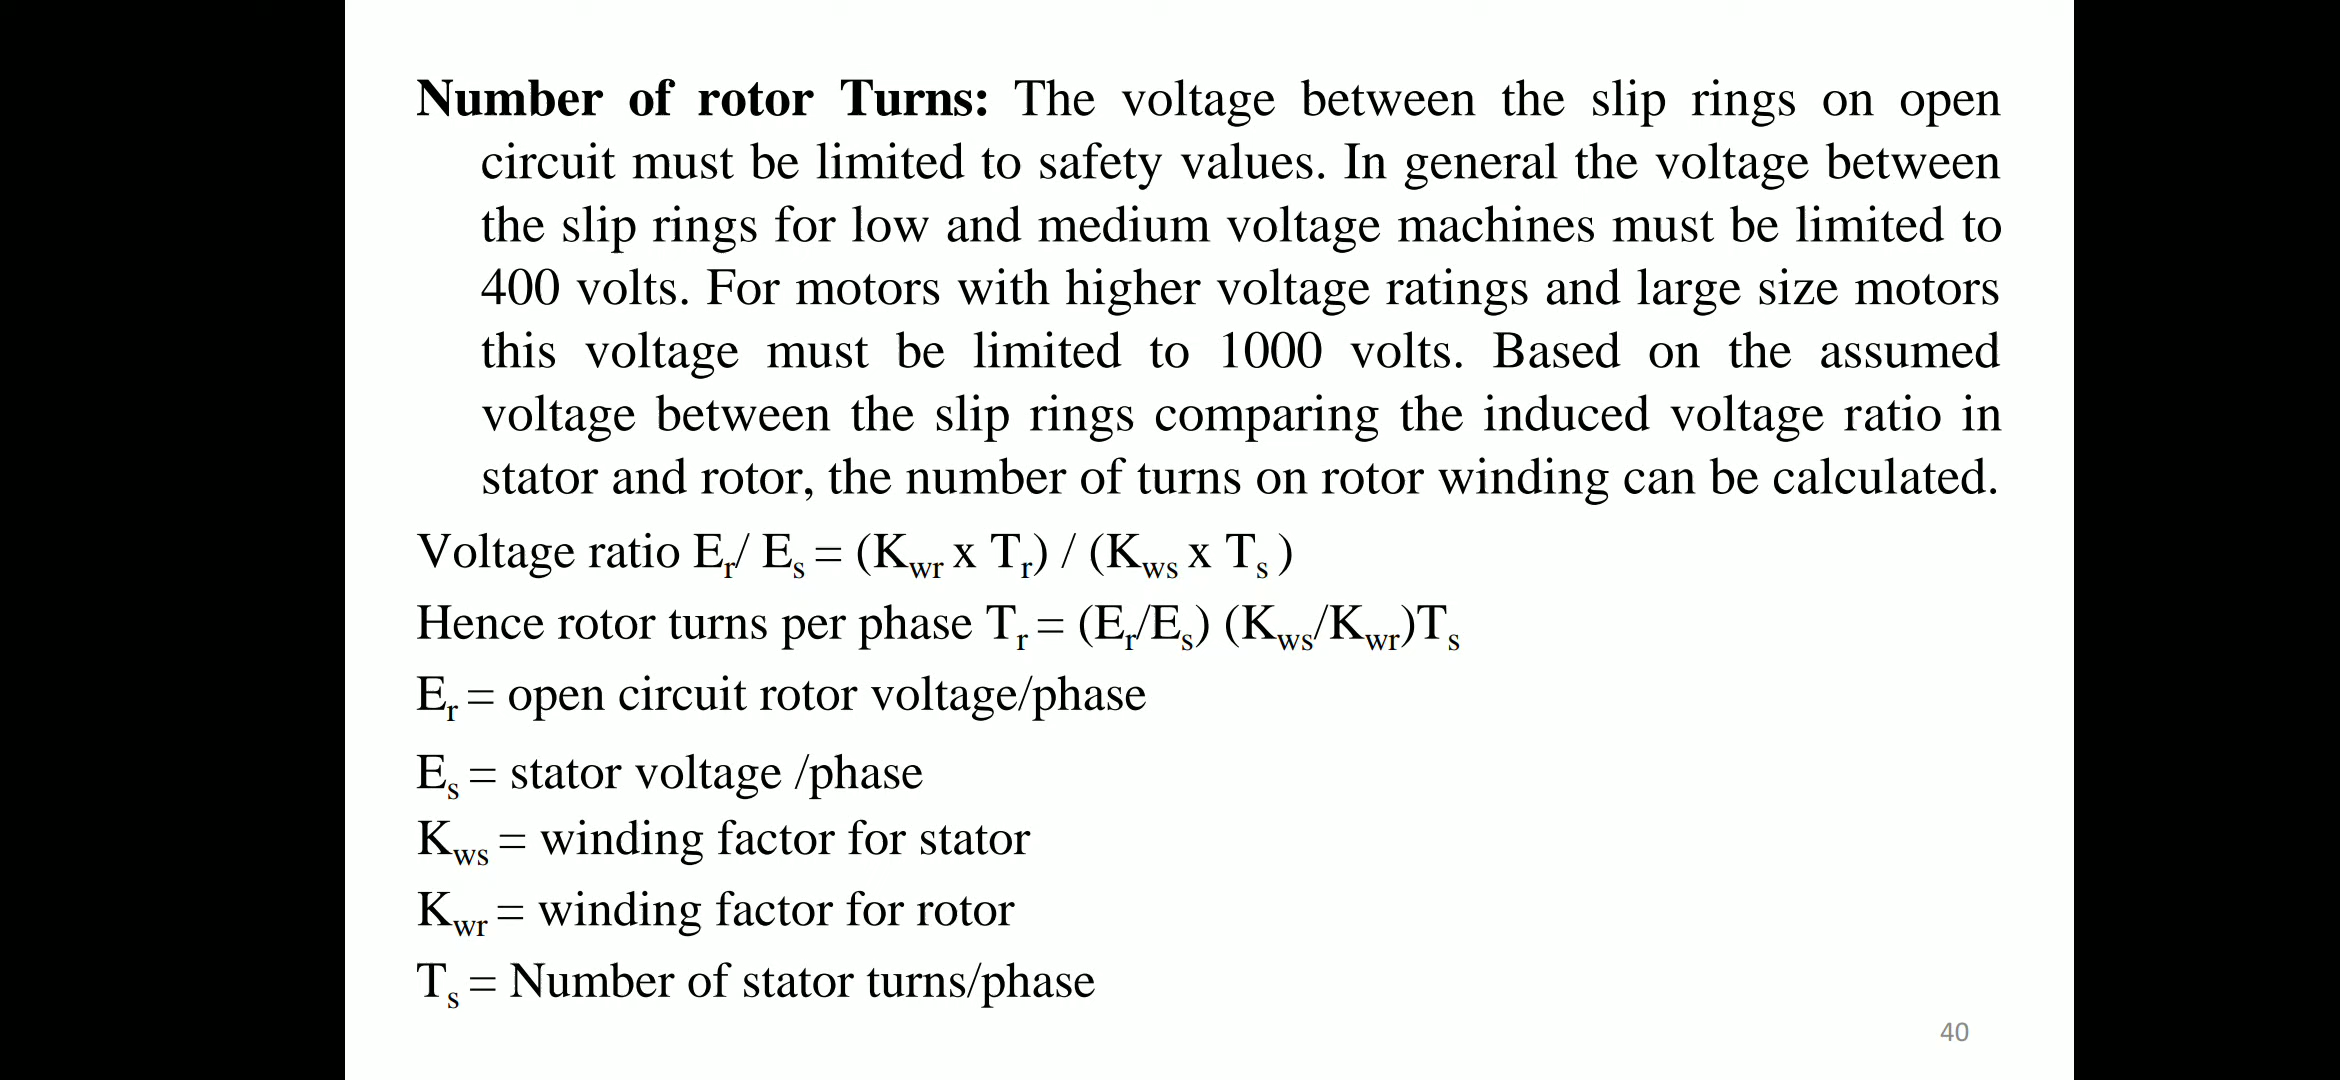 Number of rotor Turns: The voltage between the slip rings on open
circuit must be limited to safety values. In general the voltage between
the slip rings for low and medium voltage machines must be limited to
400 volts. For motors with higher voltage ratings and large size motors
this voltage must be limited to 1000 volts. Based on the assumed
voltage between the slip rings comparing the induced voltage ratio in
stator and rotor, the number of turns on rotor winding can be calculated.
Voltage ratio Er/ Es = (Kwr x Tr) / (Kws x Ts )
Hence rotor turns per phase Tr = (Er/Es) (Kws/Kwr)Ts
Er = open circuit rotor voltage/phase
Es = stator voltage /phase
Kws = winding factor for stator
Kwr = winding factor for rotor
Ts = Number of stator turns/phase
40